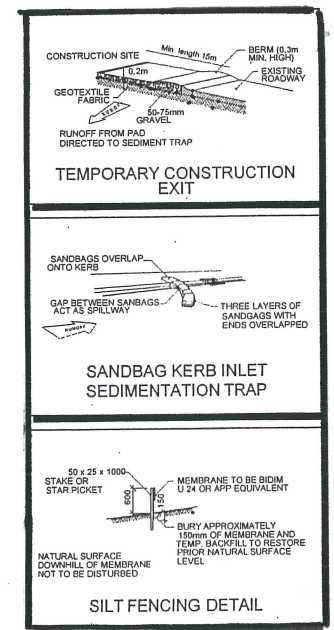 CONSTRUCTION SITE
Min. length 15m
BERM (0.3m
MIN. HIGH)
0.2m
EXISTING
ROADWAY
GEOTEXTILE
FABRIC
RUNOFF
50-75mm
GRAVEL
RUNOFF FROM PAD
DIRECTED TO SEDIMENT TRAP
TEMPORARY CONSTRUCTION
EXIT
SANDBAGS OVERLAP
ONTO KERB
GAP BETWEEN SANBAGS
ACT AS SPILLWAY
THREE LAYERS OF
SANDGAGS WITH
ENDS OVERLAPPED
RUNOFF
SANDBAG KERB INLET
SEDIMENTATION TRAP
50 x 25 x 1000
STAKE OR
STAR PICKET
MEMBRANE TO BE BIDIM
U 24 OR APP EQUIVALENT
600
150
BURY APPROXIMATELY
150mm OF MEMBRANE AND
TEMP. BACKFILL TO RESTORE
PRIOR NATURAL SURFACE
LEVEL
NATURAL SURFACE
DOWNHILL OF MEMBRANE
NOT TO BE DISTURBED
SILT FENCING DETAIL